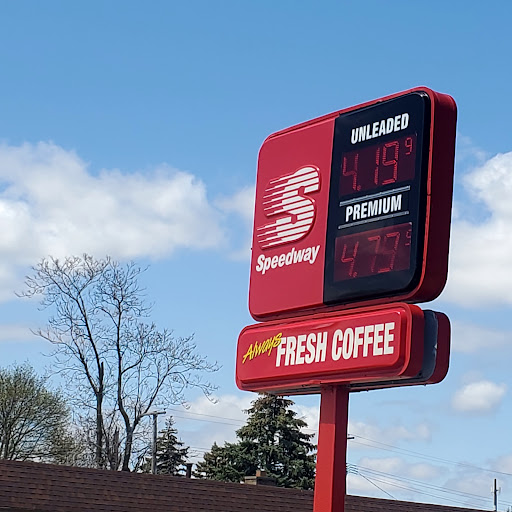 UNLEADED
4.19 9
PREMIUM
4.79 9
Speedway
Always FRESH COFFEE